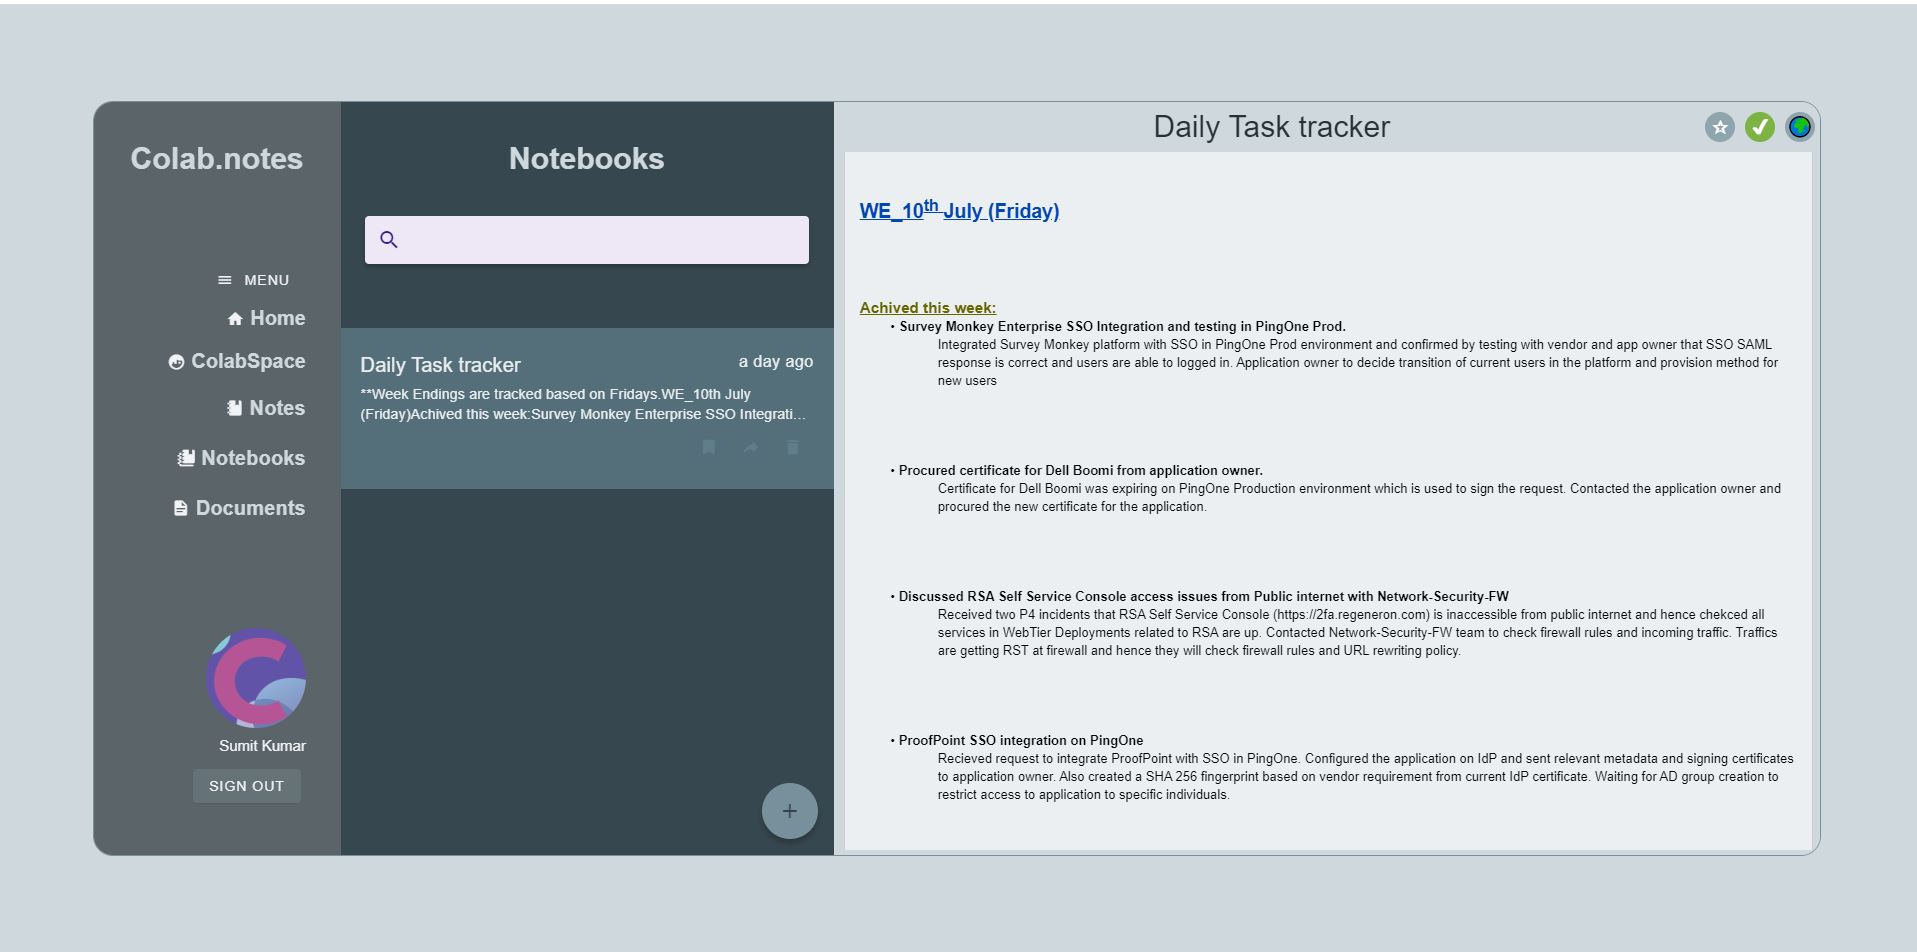 Colab.notes
MENU
Home
ColabSpace
Notes
Notebooks
Documents
Sumit Kumar
SIGN OUT
Notebooks
Daily Task tracker
a day ago
**Week Endings are tracked based on Fridays.WE_10th July
(Friday)Achived this week:Survey Monkey Enterprise SSO Integrati...
+
Daily Task tracker
WE_10th July (Friday)
Achived this week:
• Survey Monkey Enterprise SSO Integration and testing in PingOne Prod.
Integrated Survey Monkey platform with SSO in PingOne Prod environment and confirmed by testing with vendor and app owner that SSO SAML
response is correct and users are able to logged in. Application owner to decide transition of current users in the platform and provision method for
new users
• Procured certificate for Dell Boomi from application owner.
Certificate for Dell Boomi was expiring on PingOne Production environment which is used to sign the request. Contacted the application owner and
procured the new certificate for the application.
• Discussed RSA Self Service Console access issues from Public internet with Network-Security-FW
Received two P4 incidents that RSA Self Service Console (https://2fa.regeneron.com) is inaccessible from public internet and hence chekced all
services in WebTier Deployments related to RSA are up. Contacted Network-Security-FW team to check firewall rules and incoming traffic. Traffics
are getting RST at firewall and hence they will check firewall rules and URL rewriting policy.
• ProofPoint SSO integration on PingOne
Recieved request to integrate ProofPoint with SSO in PingOne. Configured the application on IdP and sent relevant metadata and signing certificates
to application owner. Also created a SHA 256 fingerprint based on vendor requirement from current IdP certificate. Waiting for AD group creation to
restrict access to application to specific individuals.